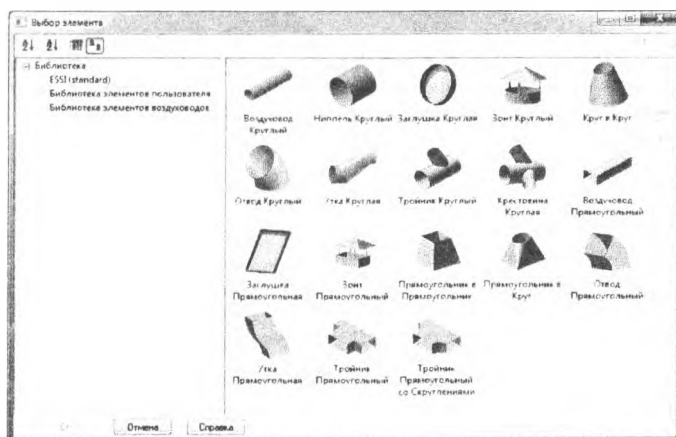 Выбор элемента
Библиотека
ESSI (standard)
Библиотека элементов пользователя
Библиотека элементов воздуховодов
Воздуховод Круглый
Ниппель Круглый
Заглушка Круглая
Зонт Круглый
Круг в Круг
Отвод Круглый
Утка Круглая
Тройник Круглый
Крестовина Круглая
Воздуховод Прямоугольный
Заглушка Прямоугольная
Зонт Прямоугольный
Прямоугольник в Прямоугольник
Прямоугольник в Круг
Отвод Прямоугольный
Утка Прямоугольная
Тройник Прямоугольный
Тройник Прямоугольный со Скруглениями
Отмена
Справка